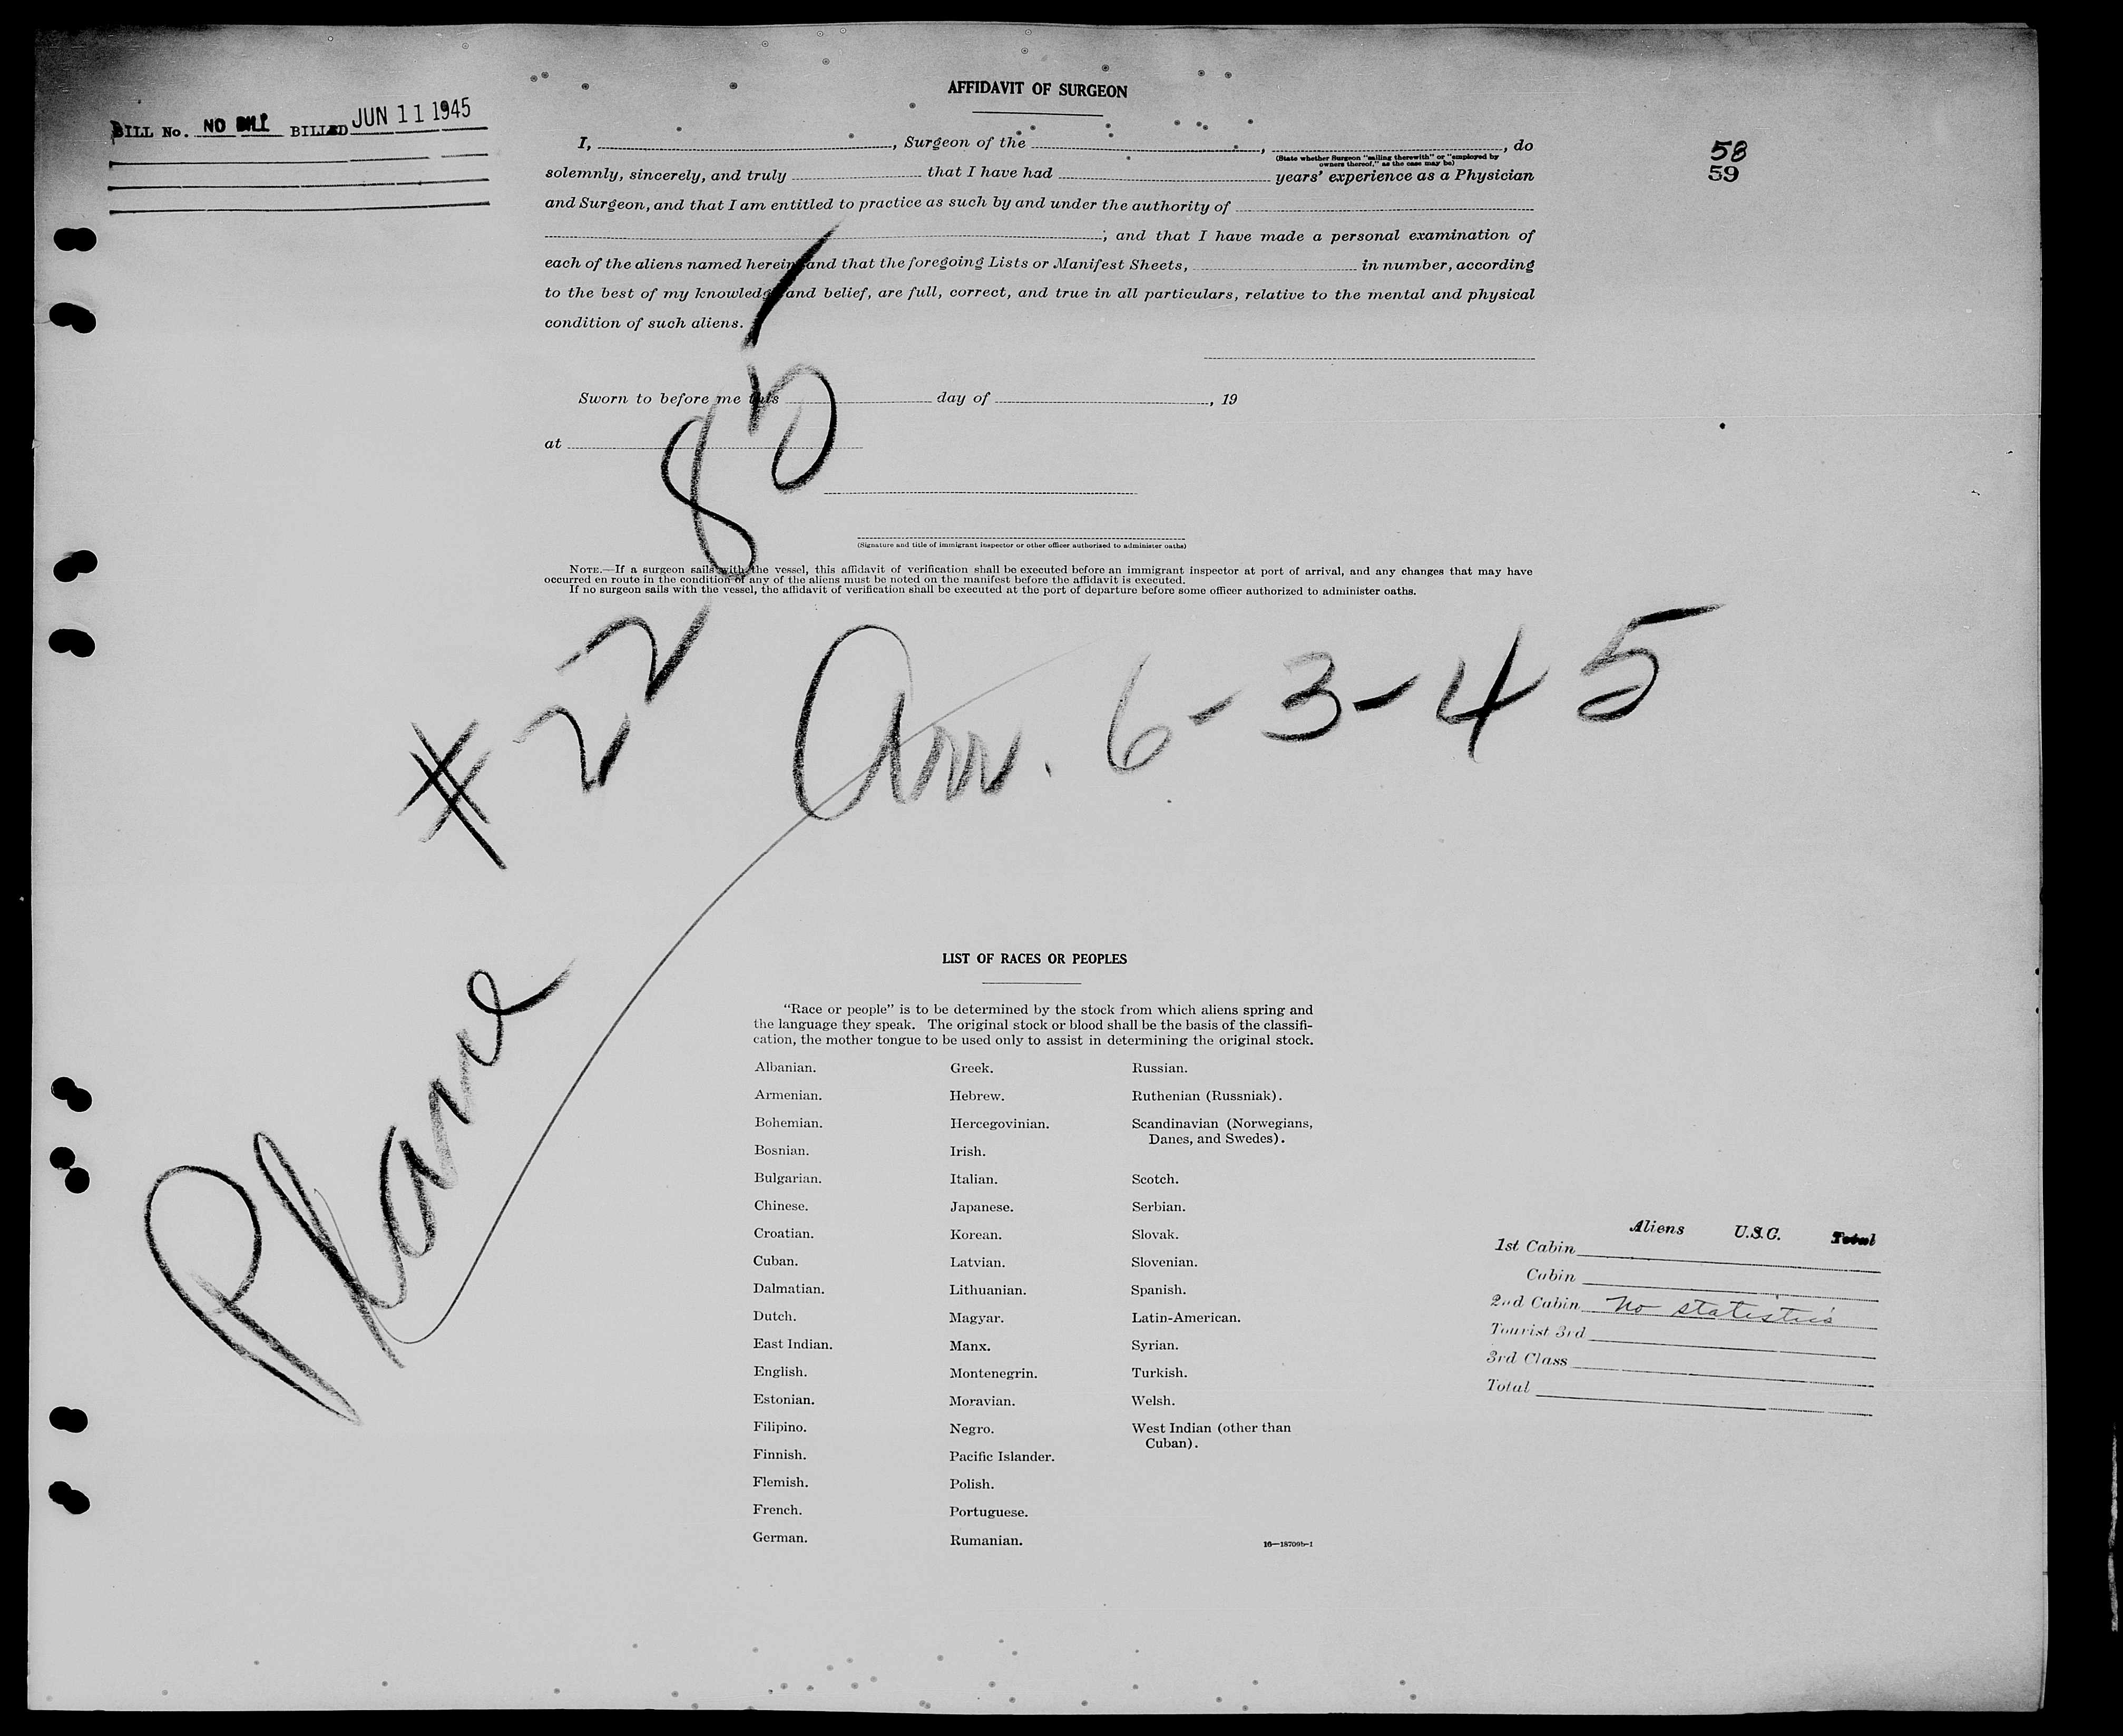 BILL No. NO BILL BILLED JUN 11 1945
AFFIDAVIT OF SURGEON
58
59
I, , Surgeon of the , , do
(State whether Surgeon "sailing therewith" or "employed by
owners thereof," as the case may be)
solemnly, sincerely, and truly that I have had years' experience as a Physician
and Surgeon, and that I am entitled to practice as such by and under the authority of
; and that I have made a personal examination of
each of the aliens named herein and that the foregoing Lists or Manifest Sheets, in number, according
to the best of my knowledge and belief, are full, correct, and true in all particulars, relative to the mental and physical
condition of such aliens.
Sworn to before me this day of , 19
at
(Signature and title of immigrant inspector or other officer authorized to administer oaths)
NOTE.—If a surgeon sails with the vessel, this affidavit of verification shall be executed before an immigrant inspector at port of arrival, and any changes that may have
occurred en route in the condition of any of the aliens must be noted on the manifest before the affidavit is executed.
If no surgeon sails with the vessel, the affidavit of verification shall be executed at the port of departure before some officer authorized to administer oaths.
Plane #2285
Arr. 6-3-45
LIST OF RACES OR PEOPLES
"Race or people" is to be determined by the stock from which aliens spring and
the language they speak. The original stock or blood shall be the basis of the classifi-
cation, the mother tongue to be used only to assist in determining the original stock.
Albanian. Greek. Russian.
Armenian. Hebrew. Ruthenian (Russniak).
Bohemian. Hercegovinian. Scandinavian (Norwegians,
Danes, and Swedes).
Bosnian. Irish.
Bulgarian. Italian. Scotch.
Chinese. Japanese. Serbian.
Croatian. Korean. Slovak.
Cuban. Latvian. Slovenian.
Dalmatian. Lithuanian. Spanish.
Dutch. Magyar. Latin-American.
East Indian. Manx. Syrian.
English. Montenegrin. Turkish.
Estonian. Moravian. Welsh.
Filipino. Negro. West Indian (other than
Cuban).
Finnish. Pacific Islander.
Flemish. Polish.
French. Portuguese.
German. Rumanian.
16—18709b-1
Aliens U.S.C. Total
1st Cabin
Cabin
2nd Cabin No statistics
Tourist 3rd
3rd Class
Total